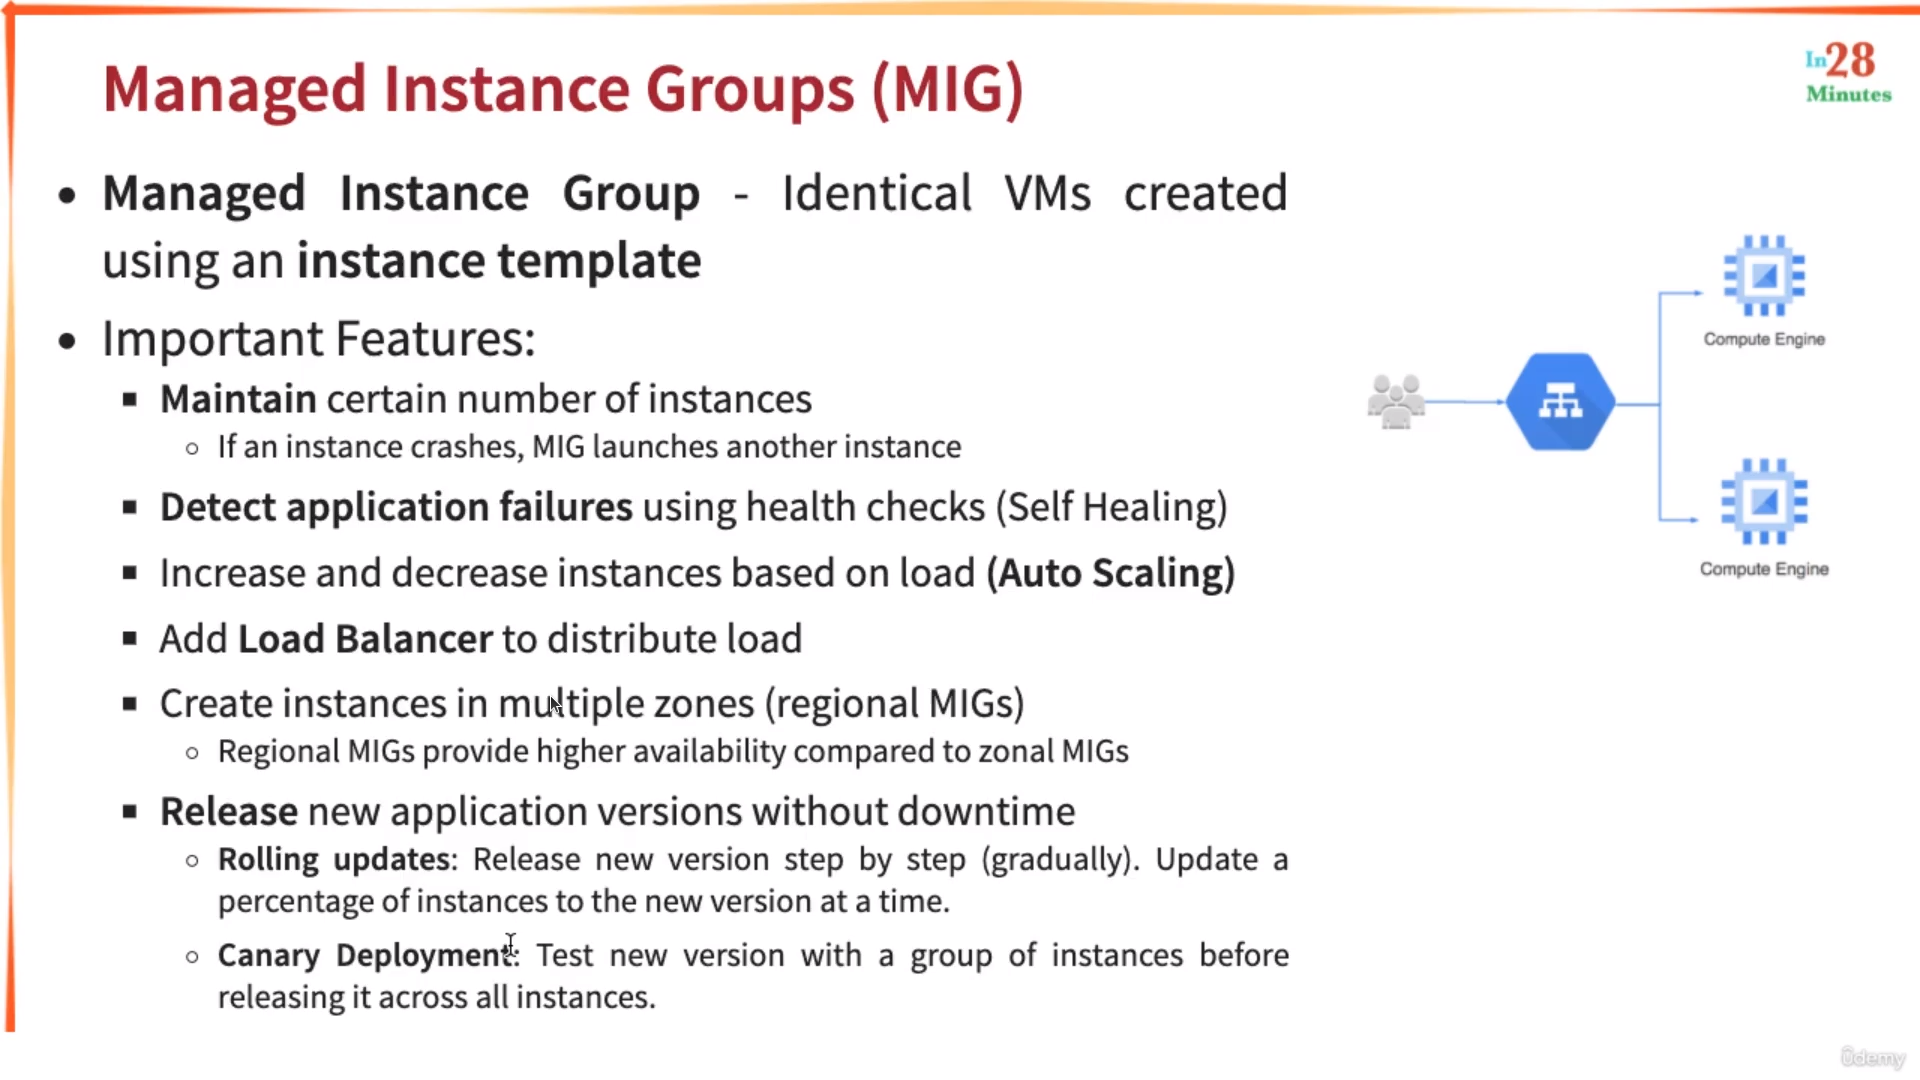 Managed Instance Groups (MIG)
In28
Minutes
• Managed Instance Group - Identical VMs created
using an instance template
• Important Features:
▪ Maintain certain number of instances
○ If an instance crashes, MIG launches another instance
▪ Detect application failures using health checks (Self Healing)
▪ Increase and decrease instances based on load (Auto Scaling)
▪ Add Load Balancer to distribute load
▪ Create instances in multiple zones (regional MIGs)
○ Regional MIGs provide higher availability compared to zonal MIGs
▪ Release new application versions without downtime
○ Rolling updates: Release new version step by step (gradually). Update a
percentage of instances to the new version at a time.
○ Canary Deployment: Test new version with a group of instances before
releasing it across all instances.
Compute Engine
Compute Engine
ûdemy